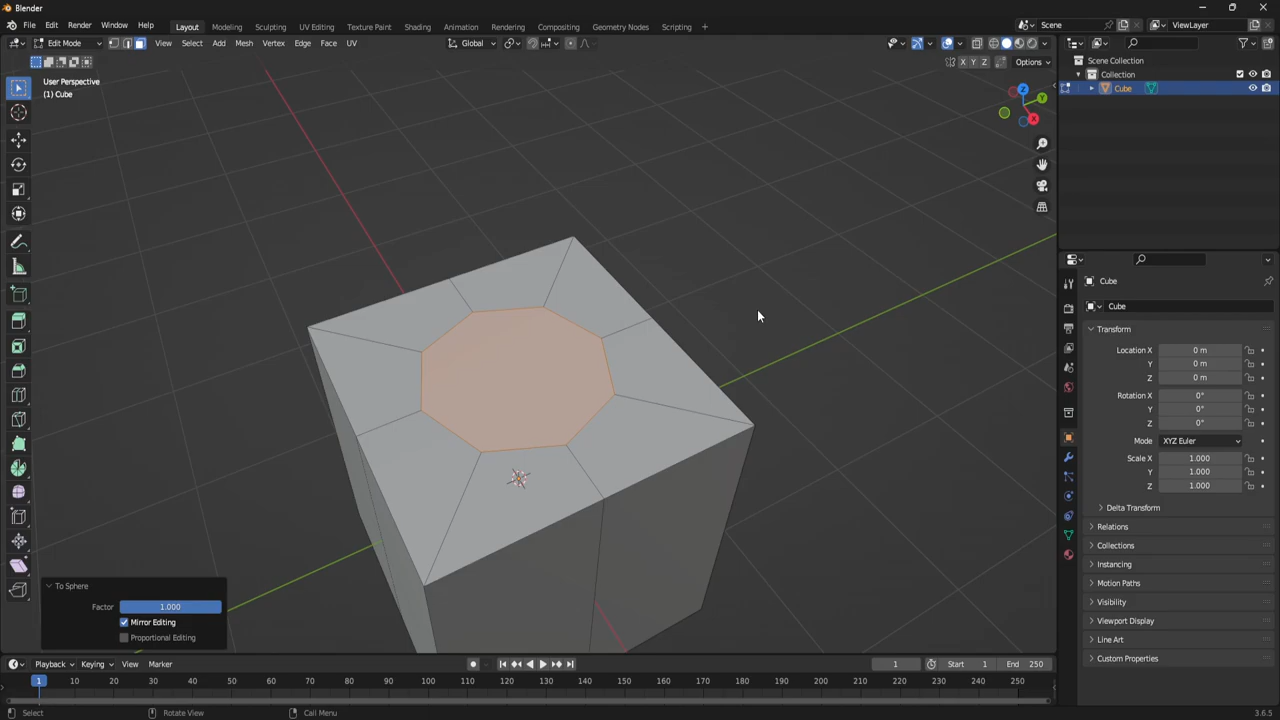 Blender
File Edit Render Window Help Layout Modeling Sculpting UV Editing Texture Paint Shading Animation Rendering Compositing Geometry Nodes Scripting + Scene ViewLayer
Edit Mode View Select Add Mesh Vertex Edge Face UV Global
X Y Z Options
User Perspective
(1) Cube
Z
Y
X
Scene Collection
Collection
Cube
Cube
Cube
Transform
Location X 0 m
Y 0 m
Z 0 m
Rotation X 0°
Y 0°
Z 0°
Mode XYZ Euler
Scale X 1.000
Y 1.000
Z 1.000
Delta Transform
Relations
Collections
Instancing
Motion Paths
Visibility
Viewport Display
Line Art
Custom Properties
To Sphere
Factor 1.000
Mirror Editing
Proportional Editing
Playback Keying View Marker 1 Start 1 End 250
1 10 20 30 40 50 60 70 80 90 100 110 120 130 140 150 160 170 180 190 200 210 220 230 240 250
Select Rotate View Call Menu 3.6.5